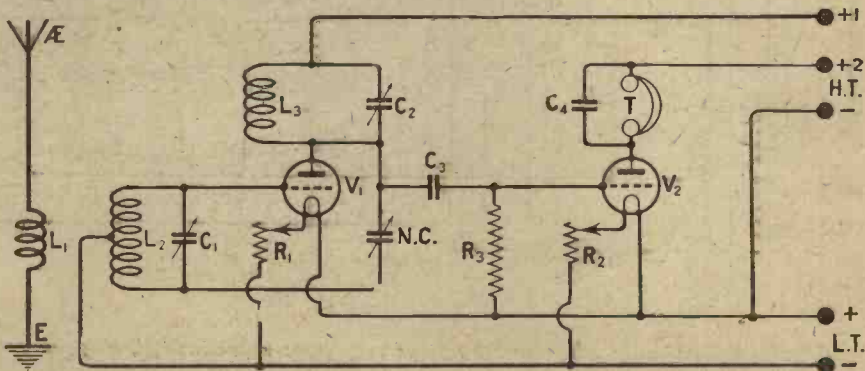 Æ
+1
+2
H.T.
-
L3
C2
C4
T
V1
C3
V2
L1
L2
C1
R1
N.C.
R3
R2
E
+
L.T.
-